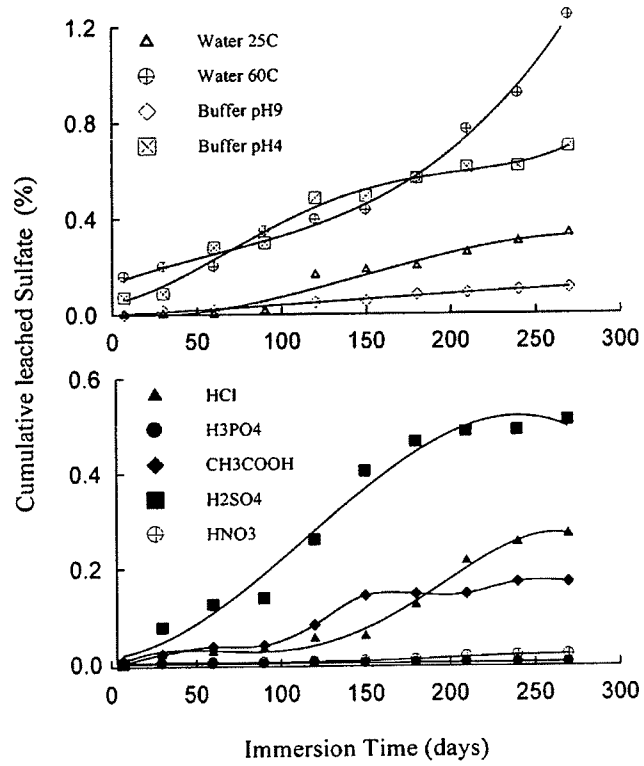 Cumulative leached Sulfate (%)
1.2
0.8
0.4
0.0
Water 25C
Water 60C
Buffer pH9
Buffer pH4
0 50 100 150 200 250 300
0.6
0.4
0.2
0.0
HCl
H3PO4
CH3COOH
H2SO4
HNO3
0 50 100 150 200 250 300
Immersion Time (days)